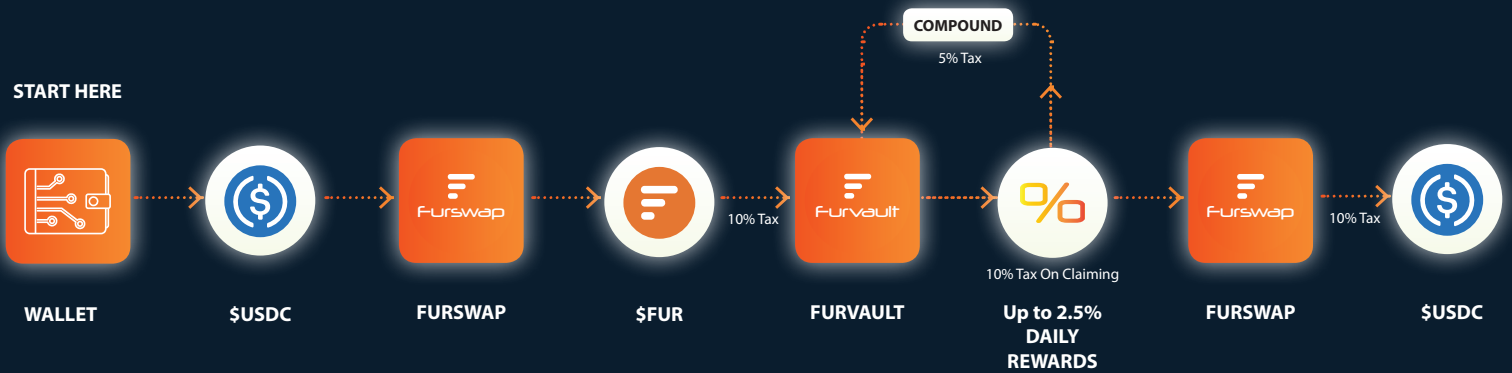 COMPOUND
5% Tax
START HERE
Furswap
10% Tax
Furvault
Furswap
10% Tax
10% Tax On Claiming
WALLET
$USDC
FURSWAP
$FUR
FURVAULT
Up to 2.5%
DAILY
REWARDS
FURSWAP
$USDC